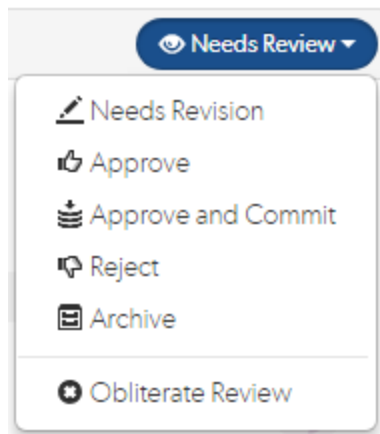 Needs Review
Needs Revision
Approve
Approve and Commit
Reject
Archive
Obliterate Review